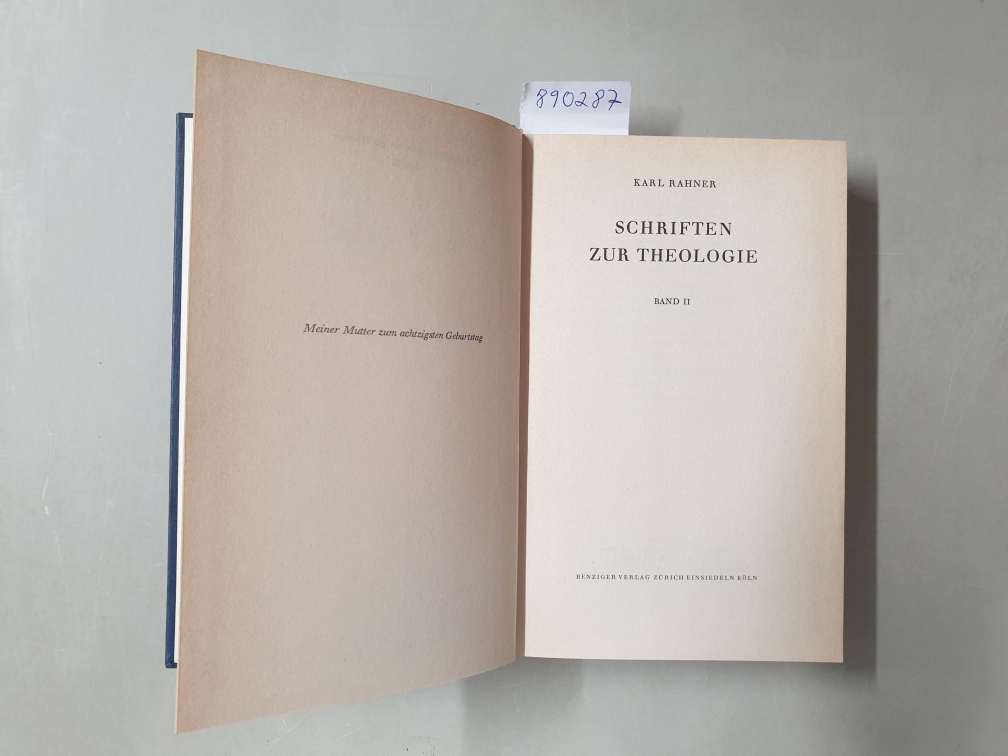 890287
Meiner Mutter zum achtzigsten Geburtstag
KARL RAHNER
SCHRIFTEN
ZUR THEOLOGIE
BAND II
BENZIGER VERLAG ZÜRICH EINSIEDELN KÖLN